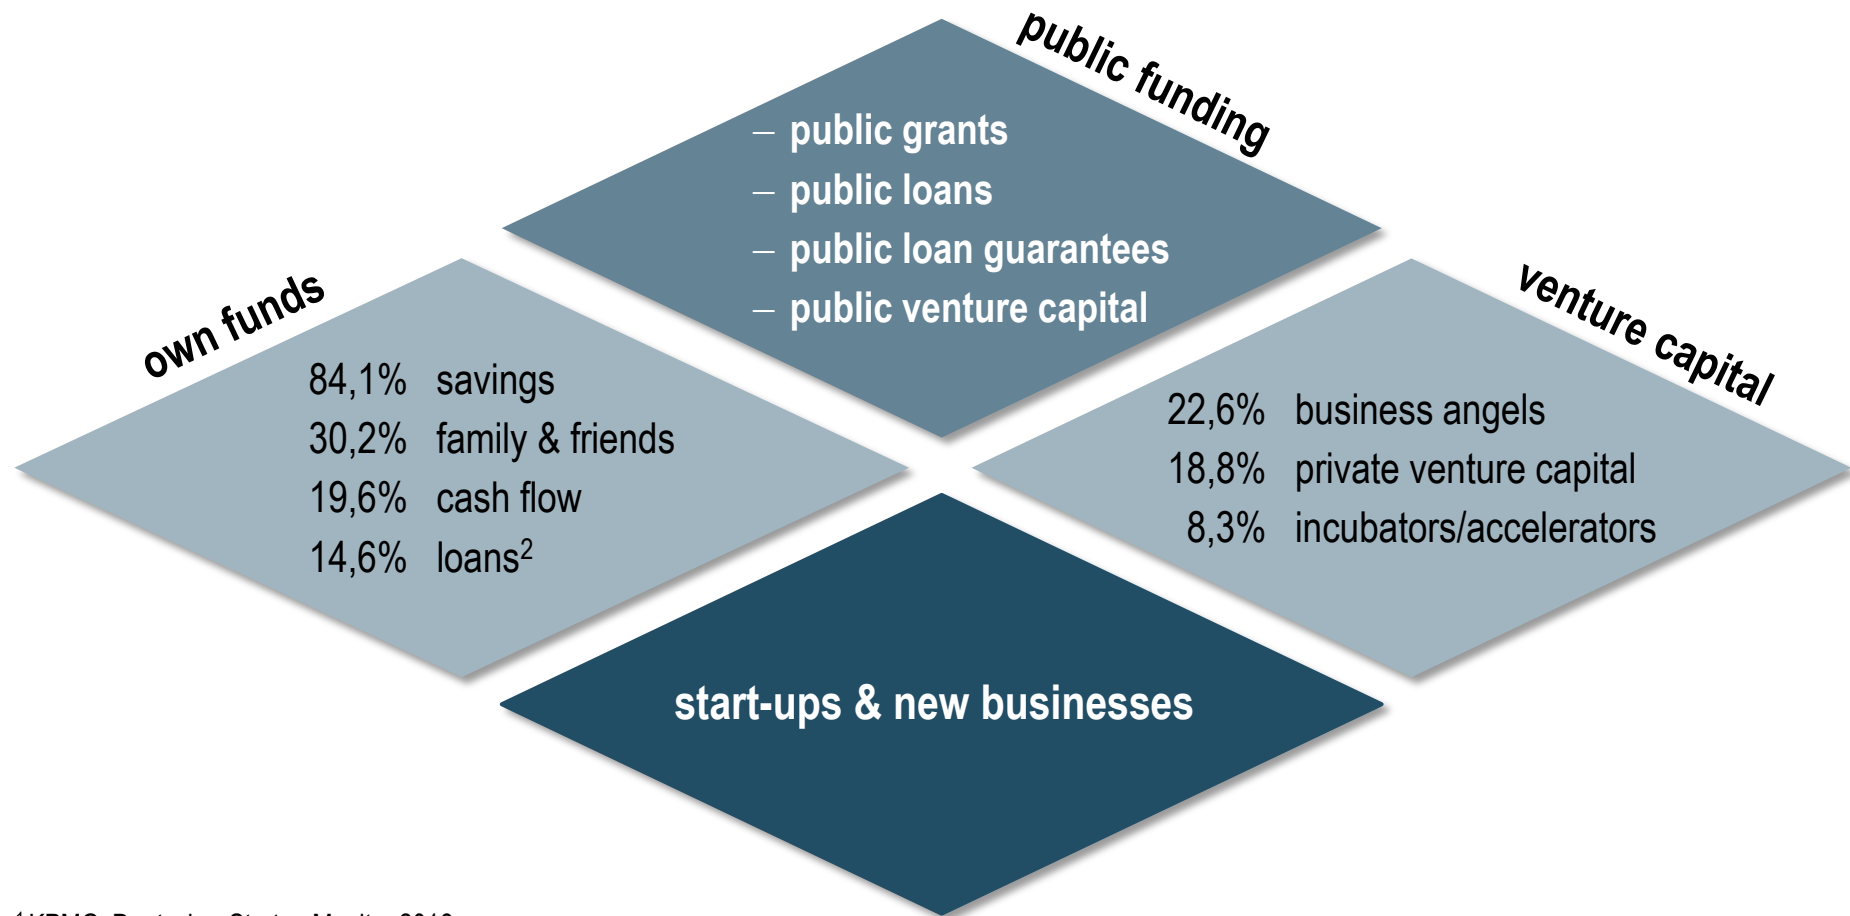 public funding
– public grants
– public loans
– public loan guarantees
– public venture capital
own funds
84,1% savings
30,2% family & friends
19,6% cash flow
14,6% loans²
venture capital
22,6% business angels
18,8% private venture capital
8,3% incubators/accelerators
start-ups & new businesses